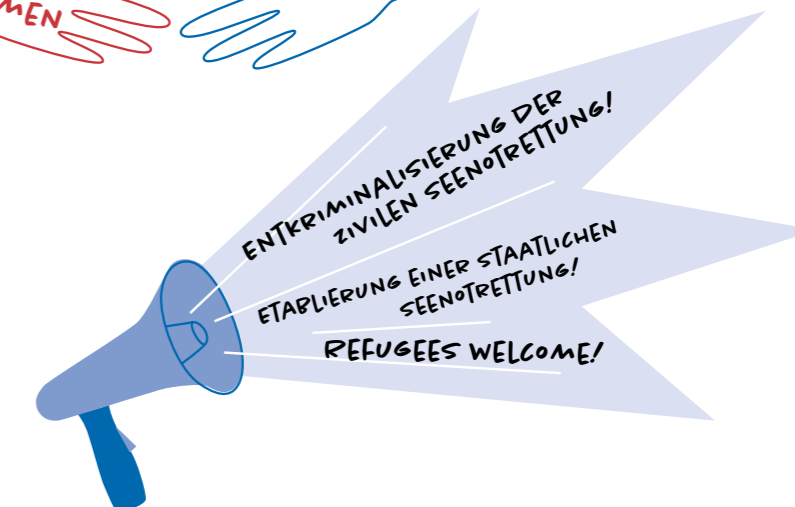 MEN
ENTKRIMINALISIERUNG DER
ZIVILEN SEENOTRETTUNG!
ETABLIERUNG EINER STAATLICHEN
SEENOTRETTUNG!
REFUGEES WELCOME!